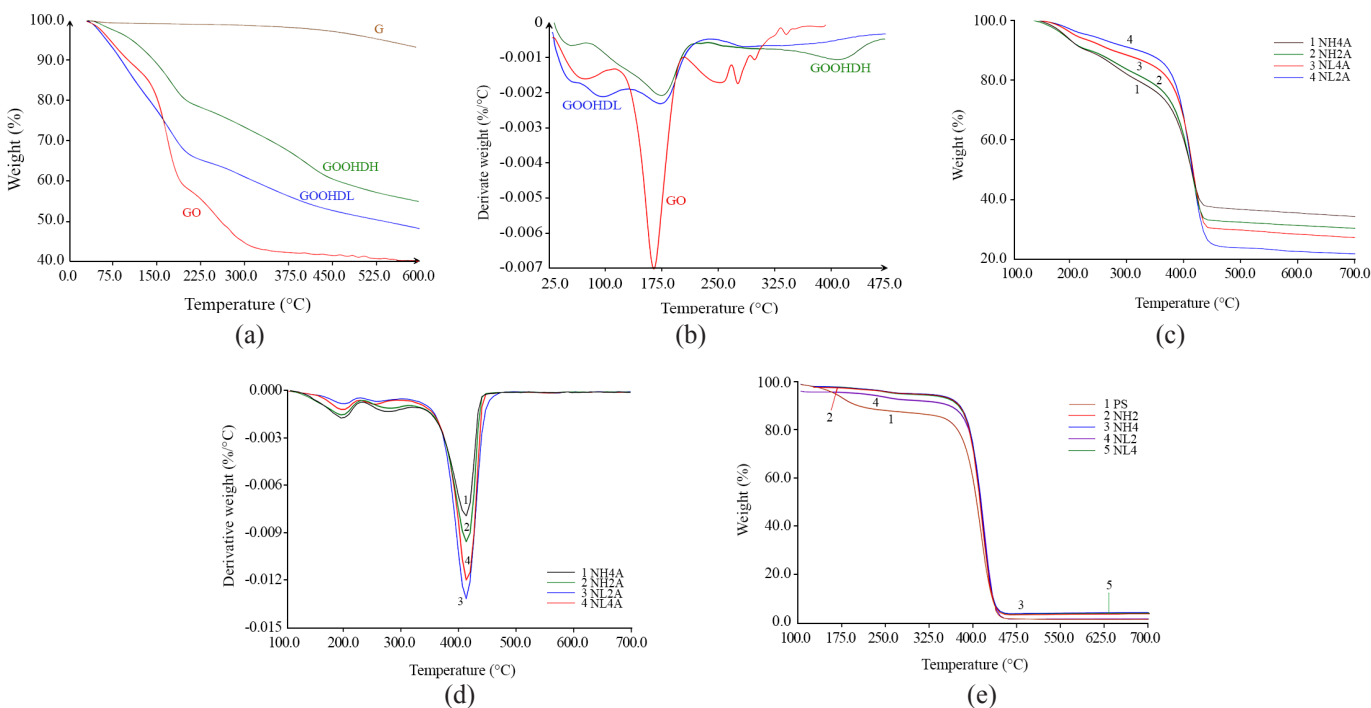 100.0
90.0
80.0
70.0
60.0
50.0
40.0
Weight (%)
G
GOOHDH
GOOHDL
GO
0.0 75.0 150.0 225.0 300.0 375.0 450.0 525.0 600.0
Temperature (°C)
(a)
0
-0.001
-0.002
-0.003
-0.004
-0.005
-0.006
-0.007
Derivate weight (%/°C)
GOOHDH
GOOHDL
GO
25.0 100.0 175.0 250.0 325.0 400.0 475.0
Temperature (°C)
(b)
100.0
80.0
60.0
40.0
20.0
Weight (%)
4
3
2
1
1 NH4A
2 NH2A
3 NL4A
4 NL2A
100.0 200.0 300.0 400.0 500.0 600.0 700.0
Temperature (°C)
(c)
0.000
-0.003
-0.006
-0.009
-0.012
-0.015
Derivative weight (%/°C)
1
2
4
3
1 NH4A
2 NH2A
3 NL2A
4 NL4A
100.0 200.0 300.0 400.0 500.0 600.0 700.0
Temperature (°C)
(d)
100.0
80.0
60.0
40.0
20.0
0.0
Weight (%)
2
4
1
3
5
1 PS
2 NH2
3 NH4
4 NL2
5 NL4
100.0 175.0 250.0 325.0 400.0 475.0 550.0 625.0 700.0
Temperature (°C)
(e)